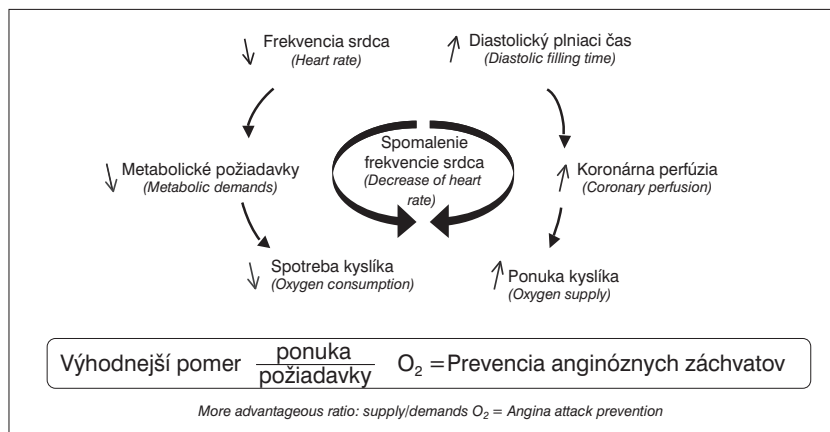 Frekvencia srdca
(Heart rate)
Diastolický plniaci čas
(Diastolic filling time)
Spomalenie
frekvencie srdca
(Decrease of heart
rate)
Metabolické požiadavky
(Metabolic demands)
Koronárna perfúzia
(Coronary perfusion)
Spotreba kyslíka
(Oxygen consumption)
Ponuka kyslíka
(Oxygen supply)
Výhodnejší pomer ponuka / požiadavky O₂ = Prevencia anginóznych záchvatov
More advantageous ratio: supply/demands O₂ = Angina attack prevention